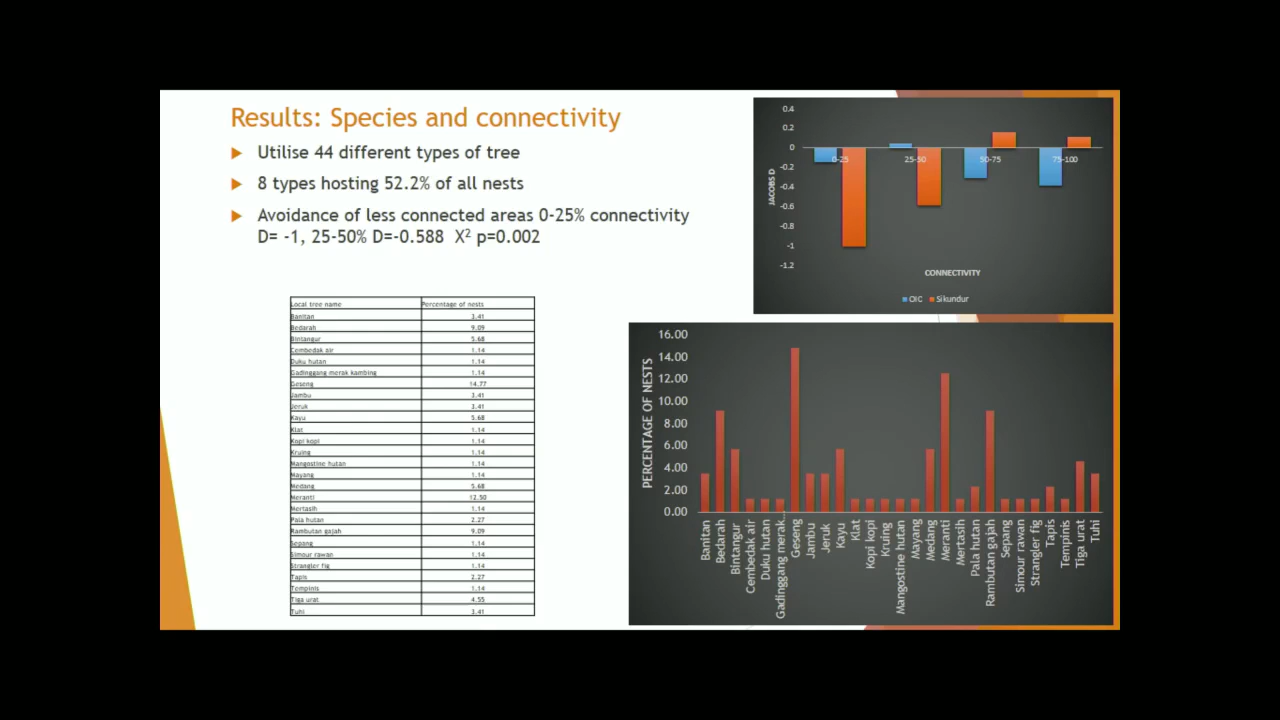 Results: Species and connectivity
Utilise 44 different types of tree
8 types hosting 52.2% of all nests
Avoidance of less connected areas 0-25% connectivity
D= -1, 25-50% D=-0.588 X² p=0.002
Local tree name Percentage of nests
Banitan 3.41
Bedarah 9.09
Bintangur 5.68
Cembedak air 1.14
Duku hutan 1.14
Gadinggang merak kambing 1.14
Geseng 14.77
Jambu 3.41
Jeruk 3.41
Kayu 5.68
Klat 1.14
Kopi kopi 1.14
Kruing 1.14
Mangostine hutan 1.14
Mayang 1.14
Medang 5.68
Meranti 12.50
Mertasih 1.14
Pala hutan 2.27
Rambutan gajah 9.09
Sepang 1.14
Simour rawan 1.14
Strangler fig 1.14
Tapis 2.27
Tempinis 1.14
Tiga urat 4.55
Tuhi 3.41
JACOBS D
0.4
0.2
0
-0.2
-0.4
-0.6
-0.8
-1
-1.2
0-25 25-50 50-75 75-100
CONNECTIVITY
OIC Sikundur
PERCENTAGE OF NESTS
16.00
14.00
12.00
10.00
8.00
6.00
4.00
2.00
0.00
Banitan
Bedarah
Bintangur
Cembedak air
Duku hutan
Gadinggang merak...
Geseng
Jambu
Jeruk
Kayu
Klat
Kopi kopi
Kruing
Mangostine hutan
Mayang
Medang
Meranti
Mertasih
Pala hutan
Rambutan gajah
Sepang
Simour rawan
Strangler fig
Tapis
Tempinis
Tiga urat
Tuhi